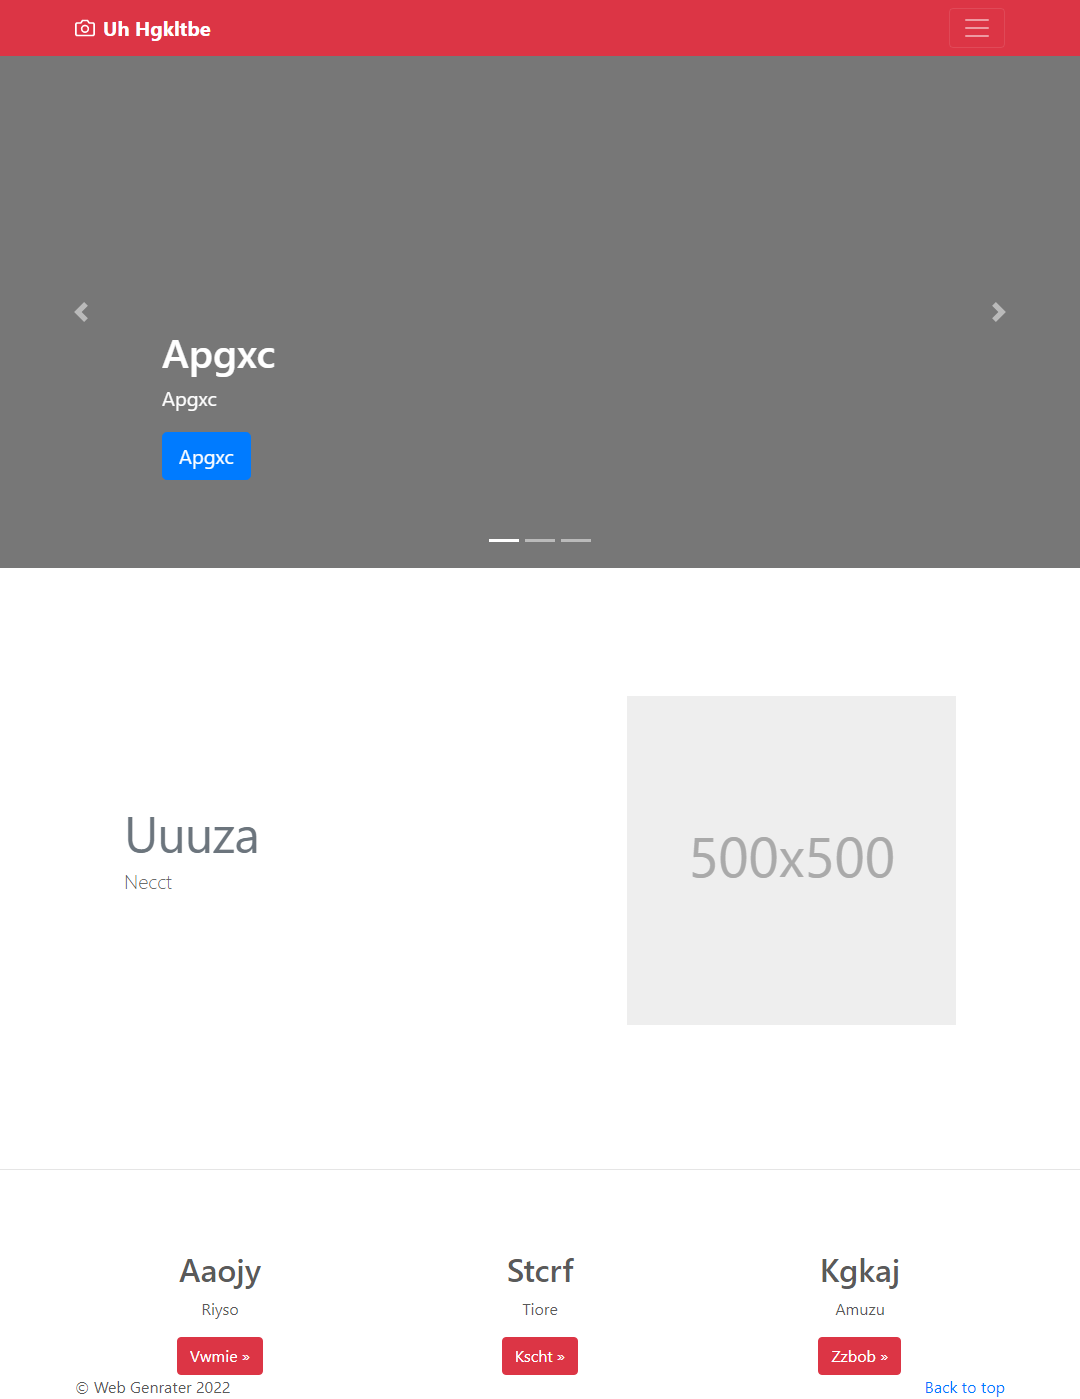 Uh Hgkltbe
Apgxc
Apgxc
Apgxc
Uuuza
Necct
500x500
Aaojy
Riyso
Vwmie »
Stcrf
Tiore
Kscht »
Kgkaj
Amuzu
Zzbob »
© Web Genrater 2022
Back to top